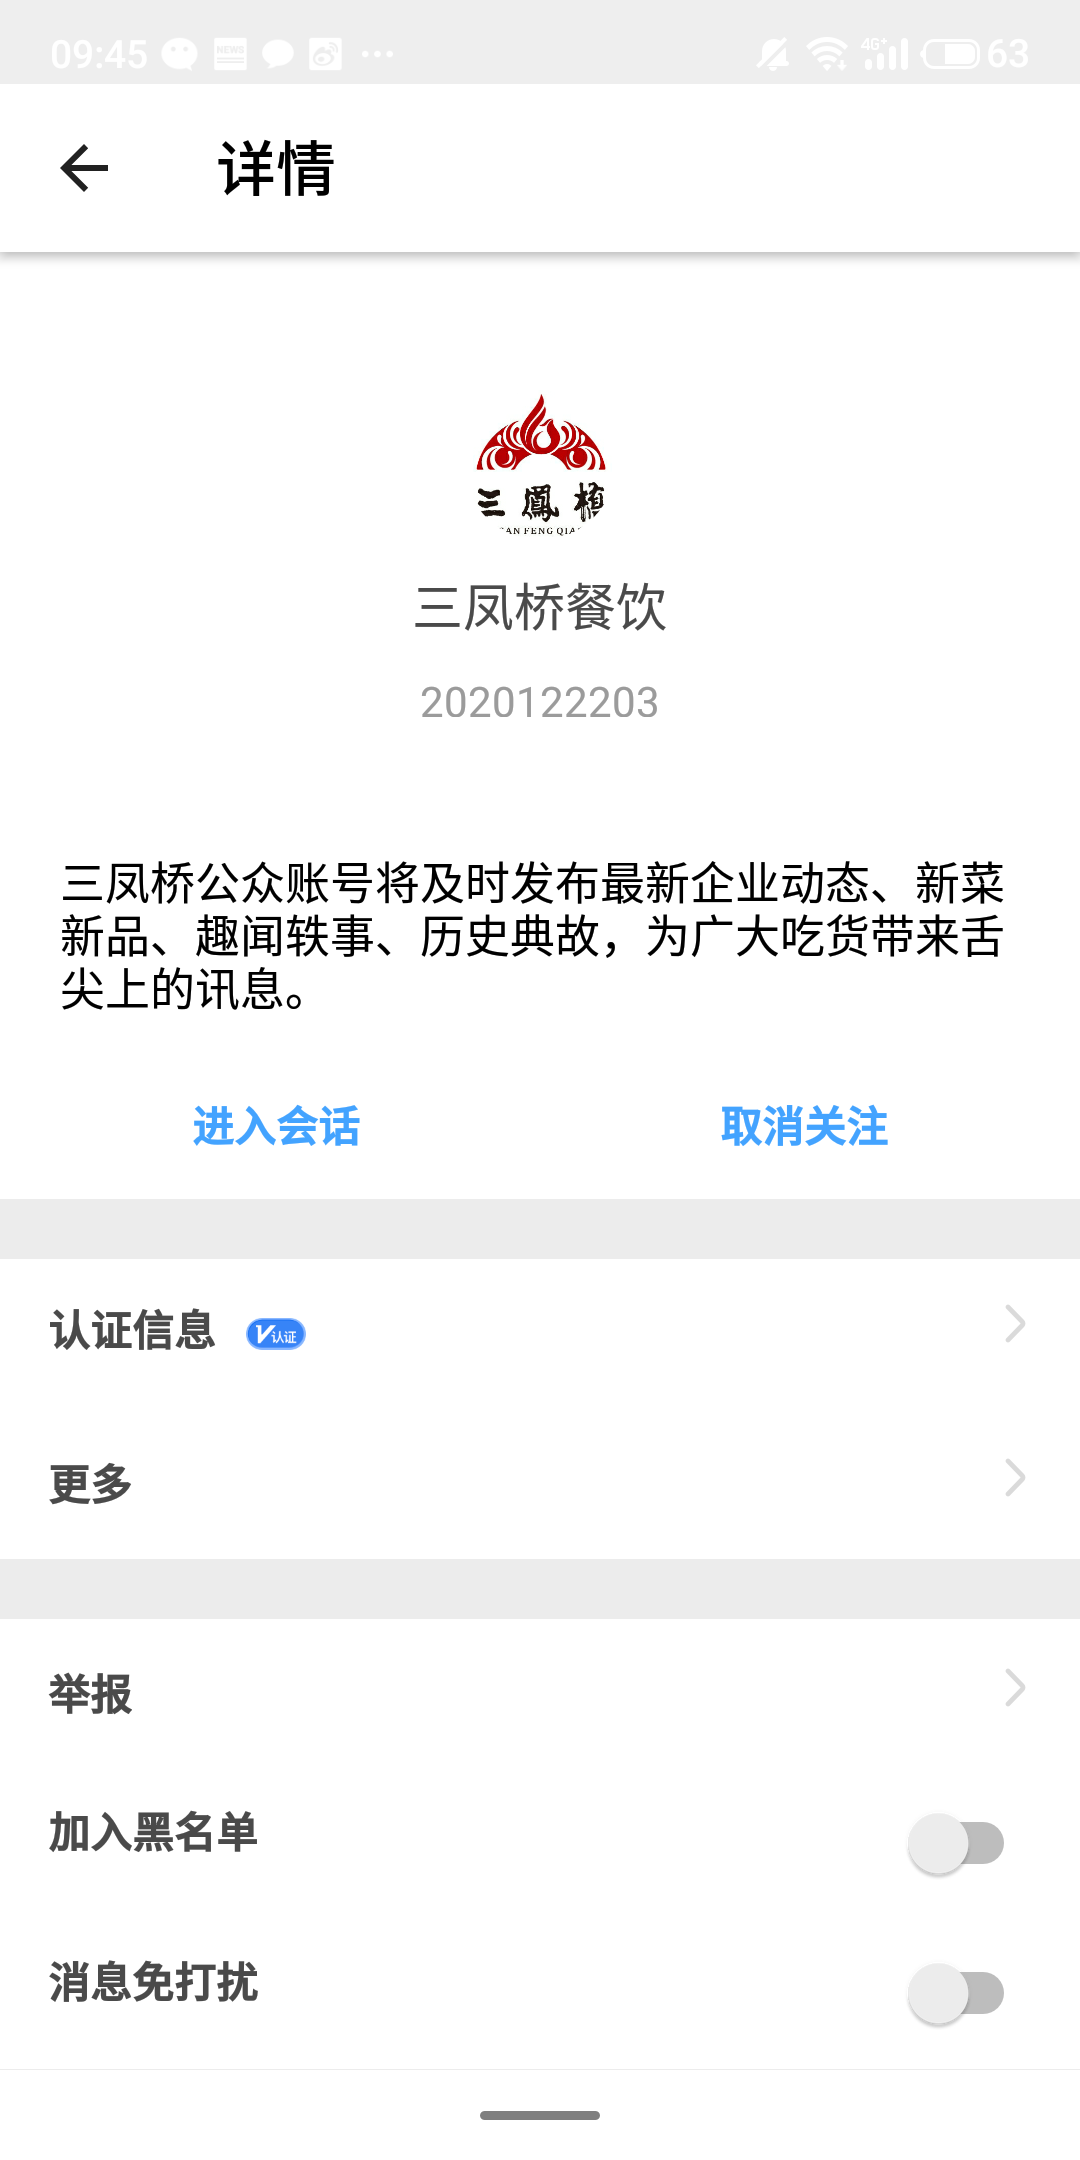 09:45
NEWS
4G+
63
详情
三鳳橋
AN FENG QIA
三凤桥餐饮
2020122203
三凤桥公众账号将及时发布最新企业动态、新菜
新品、趣闻轶事、历史典故，为广大吃货带来舌
尖上的讯息。
进入会话 取消关注
认证信息 V认证
更多
举报
加入黑名单
消息免打扰